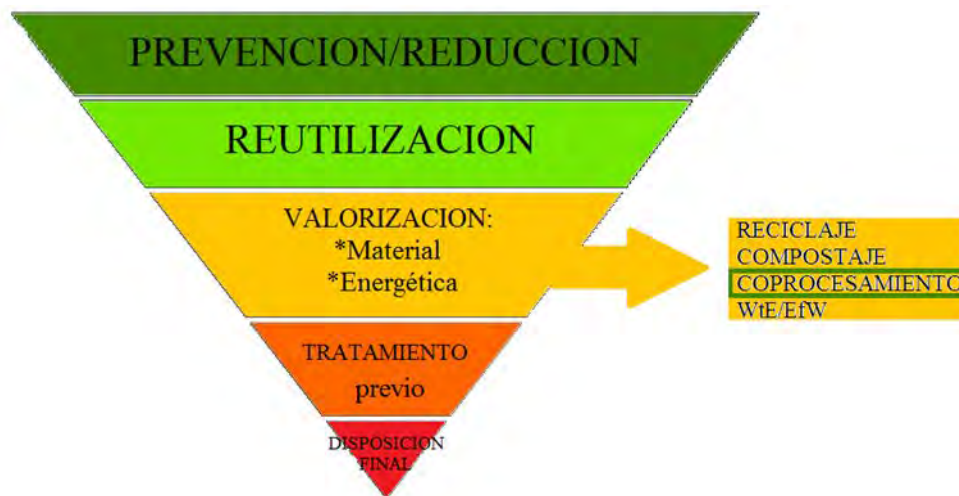 PREVENCION/REDUCCION
REUTILIZACION
VALORIZACION:
*Material
*Energética
RECICLAJE
COMPOSTAJE
COPROCESAMIENTO
WtE/EfW
TRATAMIENTO
previo
DISPOSICION
FINAL